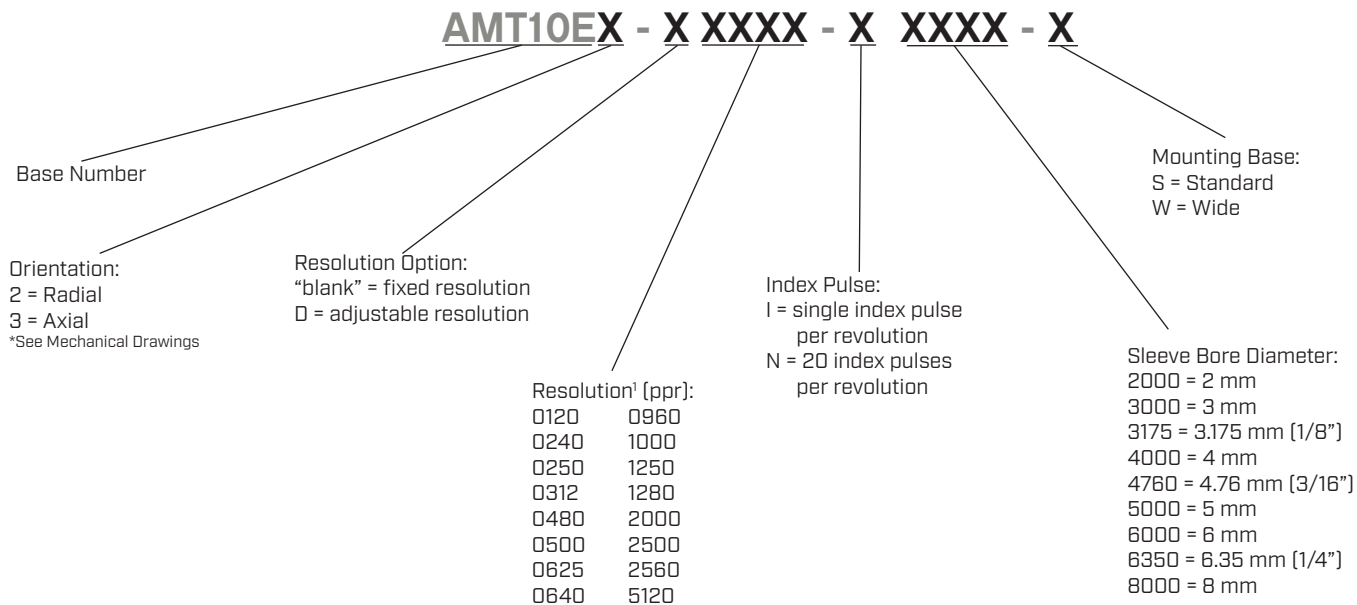 AMT10EX - X XXXX - X XXXX - X
Base Number
Orientation:
2 = Radial
3 = Axial
*See Mechanical Drawings
Resolution Option:
“blank” = fixed resolution
D = adjustable resolution
Resolution¹ (ppr):
0120 0960
0240 1000
0250 1250
0312 1280
0480 2000
0500 2500
0625 2560
0640 5120
Index Pulse:
I = single index pulse
per revolution
N = 20 index pulses
per revolution
Sleeve Bore Diameter:
2000 = 2 mm
3000 = 3 mm
3175 = 3.175 mm (1/8”)
4000 = 4 mm
4760 = 4.76 mm (3/16”)
5000 = 5 mm
6000 = 6 mm
6350 = 6.35 mm (1/4”)
8000 = 8 mm
Mounting Base:
S = Standard
W = Wide